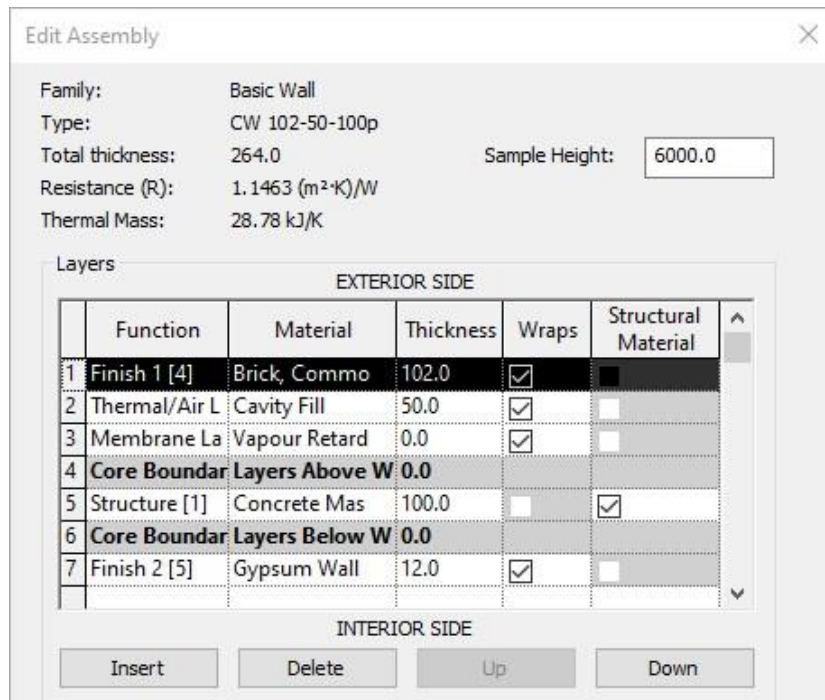 Edit Assembly
Family: Basic Wall
Type: CW 102-50-100p
Total thickness: 264.0 Sample Height: 6000.0
Resistance (R): 1.1463 (m²·K)/W
Thermal Mass: 28.78 kJ/K
Layers
EXTERIOR SIDE
Function Material Thickness Wraps Structural Material
1 Finish 1 [4] Brick, Commo 102.0
2 Thermal/Air L Cavity Fill 50.0
3 Membrane La Vapour Retard 0.0
4 Core Boundar Layers Above W 0.0
5 Structure [1] Concrete Mas 100.0
6 Core Boundar Layers Below W 0.0
7 Finish 2 [5] Gypsum Wall 12.0
INTERIOR SIDE
Insert Delete Up Down